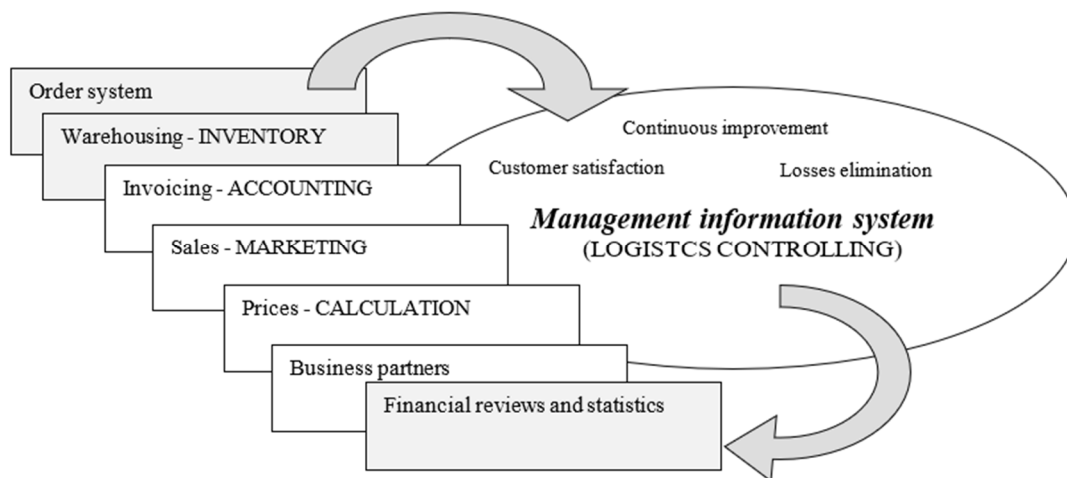 Order system
Warehousing - INVENTORY
Invoicing - ACCOUNTING
Sales - MARKETING
Prices - CALCULATION
Business partners
Financial reviews and statistics
Continuous improvement
Customer satisfaction
Losses elimination
Management information system
(LOGISTCS CONTROLLING)